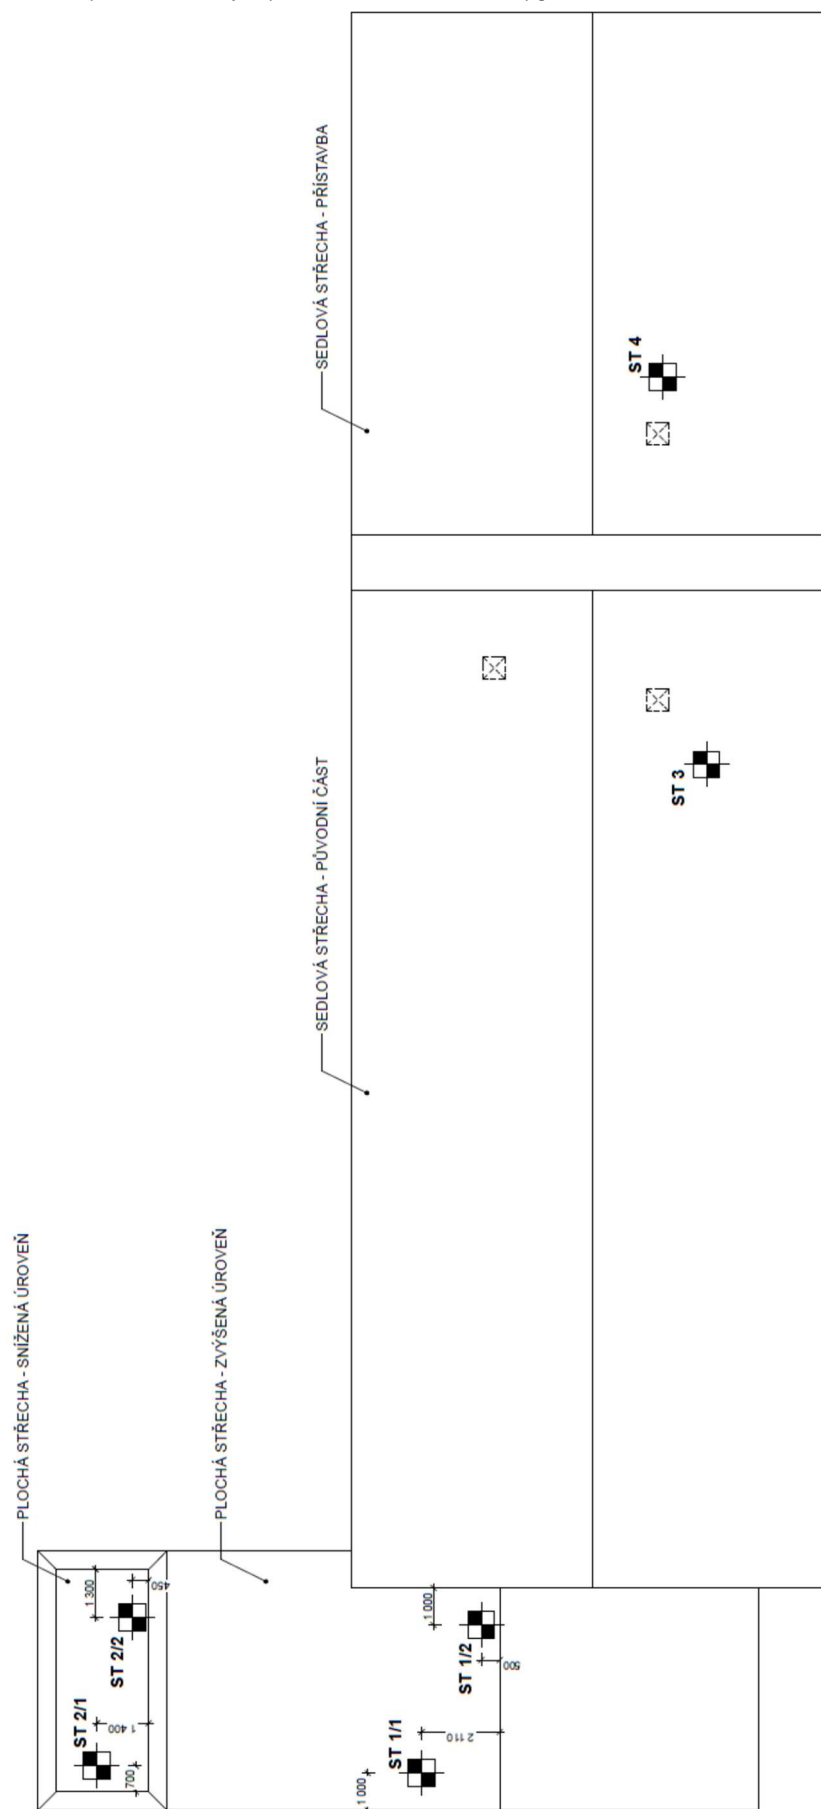 SEDLOVÁ STŘECHA - PŘÍSTAVBA
ST 4
SEDLOVÁ STŘECHA - PŮVODNÍ ČÁST
ST 3
PLOCHÁ STŘECHA - SNÍŽENÁ ÚROVEŇ
PLOCHÁ STŘECHA - ZVÝŠENÁ ÚROVEŇ
1 300
450
ST 2/2
ST 2/1
1 400
700
1 000
500
ST 1/2
ST 1/1
2 110
1 000